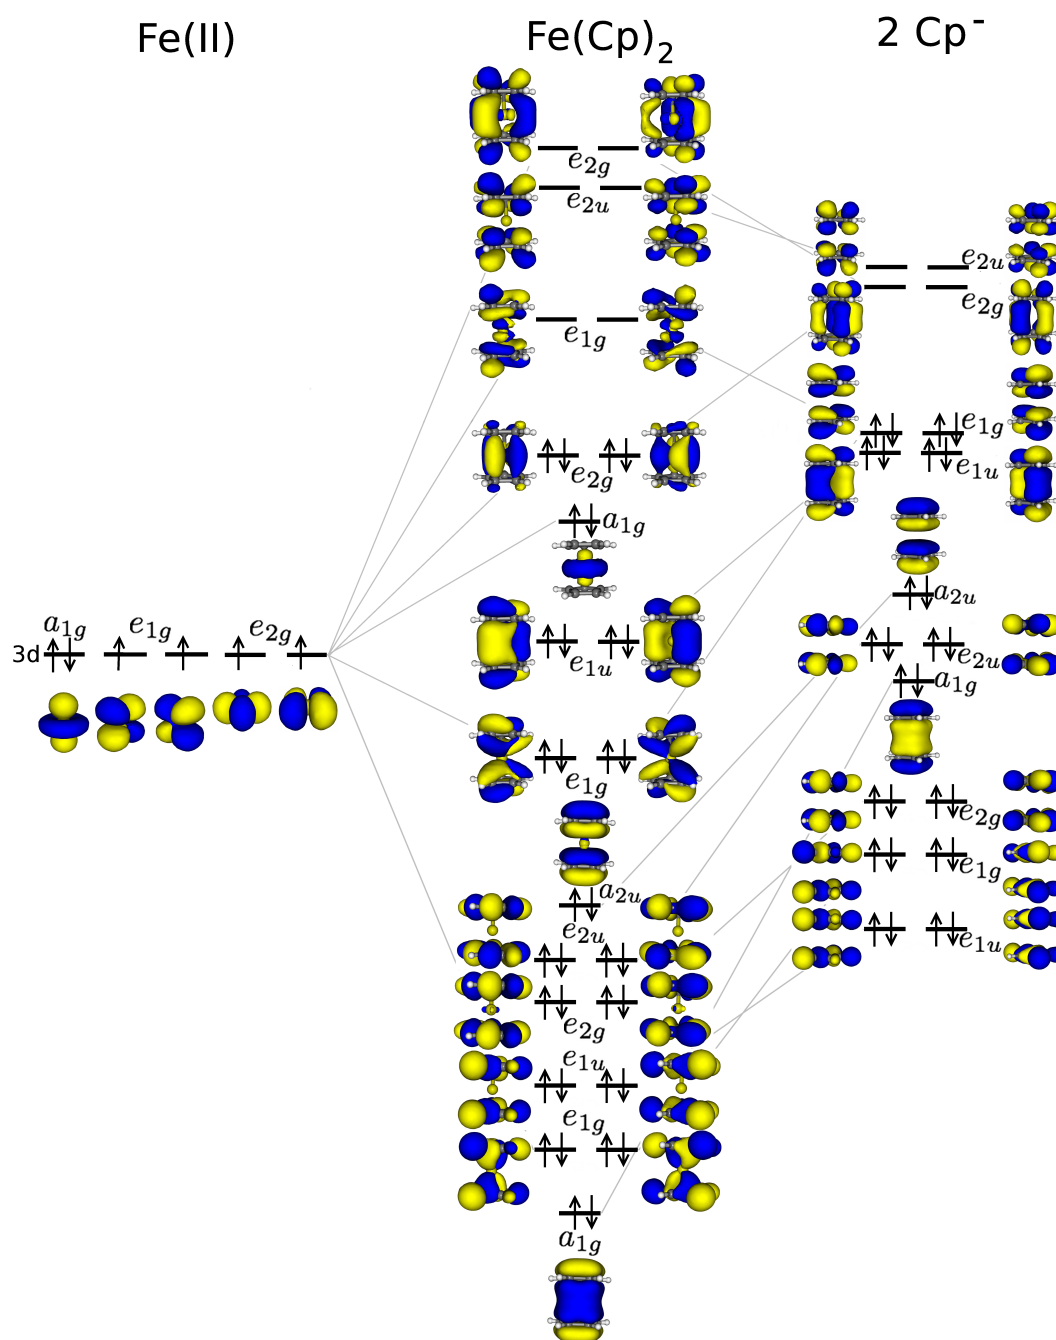 Fe(II)
Fe(Cp)₂
2 Cp⁻
e₂g
e₂u
e₁g
e₂g
a₁g
e₁u
e₁g
a₂u
e₂u
e₂g
e₁u
e₁g
a₁g
3d
a₁g
e₁g
e₂g
e₂u
e₂g
e₁g
e₁u
a₂u
e₂u
a₁g
e₂g
e₁g
e₁u